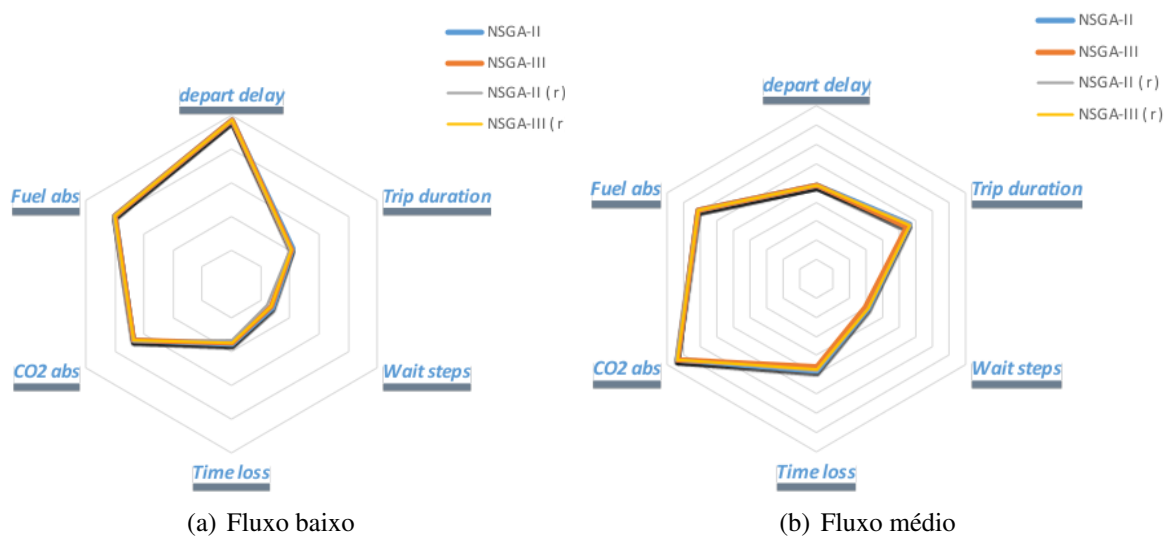 NSGA-II
NSGA-III
NSGA-II ( r )
NSGA-III ( r
depart delay
Fuel abs
Trip duration
CO2 abs
Wait steps
Time loss
(a) Fluxo baixo
NSGA-II
NSGA-III
NSGA-II ( r )
NSGA-III ( r )
depart delay
Fuel abs
Trip duration
CO2 abs
Wait steps
Time loss
(b) Fluxo médio